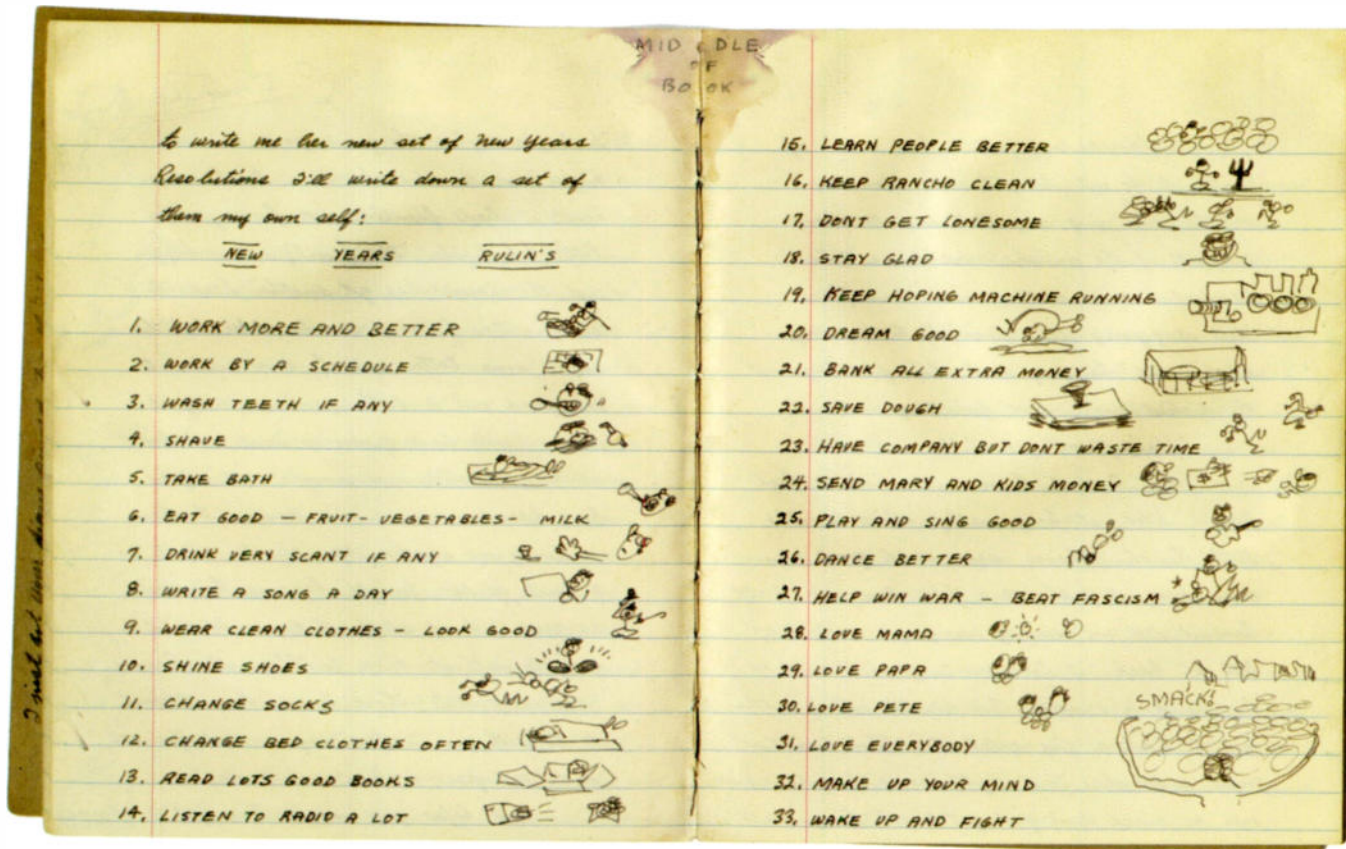 MIDDLE
OF
BOOK
to write me her new set of New Years
Resolutions I'll write down a set of
them my own self:
NEW YEARS RULIN'S
1. WORK MORE AND BETTER
2. WORK BY A SCHEDULE
3. WASH TEETH IF ANY
4. SHAVE
5. TAKE BATH
6. EAT GOOD — FRUIT - VEGETABLES - MILK
7. DRINK VERY SCANT IF ANY
8. WRITE A SONG A DAY
9. WEAR CLEAN CLOTHES — LOOK GOOD
10. SHINE SHOES
11. CHANGE SOCKS
12. CHANGE BED CLOTHES OFTEN
13. READ LOTS GOOD BOOKS
14. LISTEN TO RADIO A LOT
15. LEARN PEOPLE BETTER
16. KEEP RANCHO CLEAN
17. DONT GET LONESOME
18. STAY GLAD
19. KEEP HOPING MACHINE RUNNING
20. DREAM GOOD
21. BANK ALL EXTRA MONEY
22. SAVE DOUGH
23. HAVE COMPANY BUT DONT WASTE TIME
24. SEND MARY AND KIDS MONEY
25. PLAY AND SING GOOD
26. DANCE BETTER
27. HELP WIN WAR — BEAT FASCISM
28. LOVE MAMA
29. LOVE PAPA
30. LOVE PETE
SMACK!
31. LOVE EVERYBODY
32. MAKE UP YOUR MIND
33. WAKE UP AND FIGHT